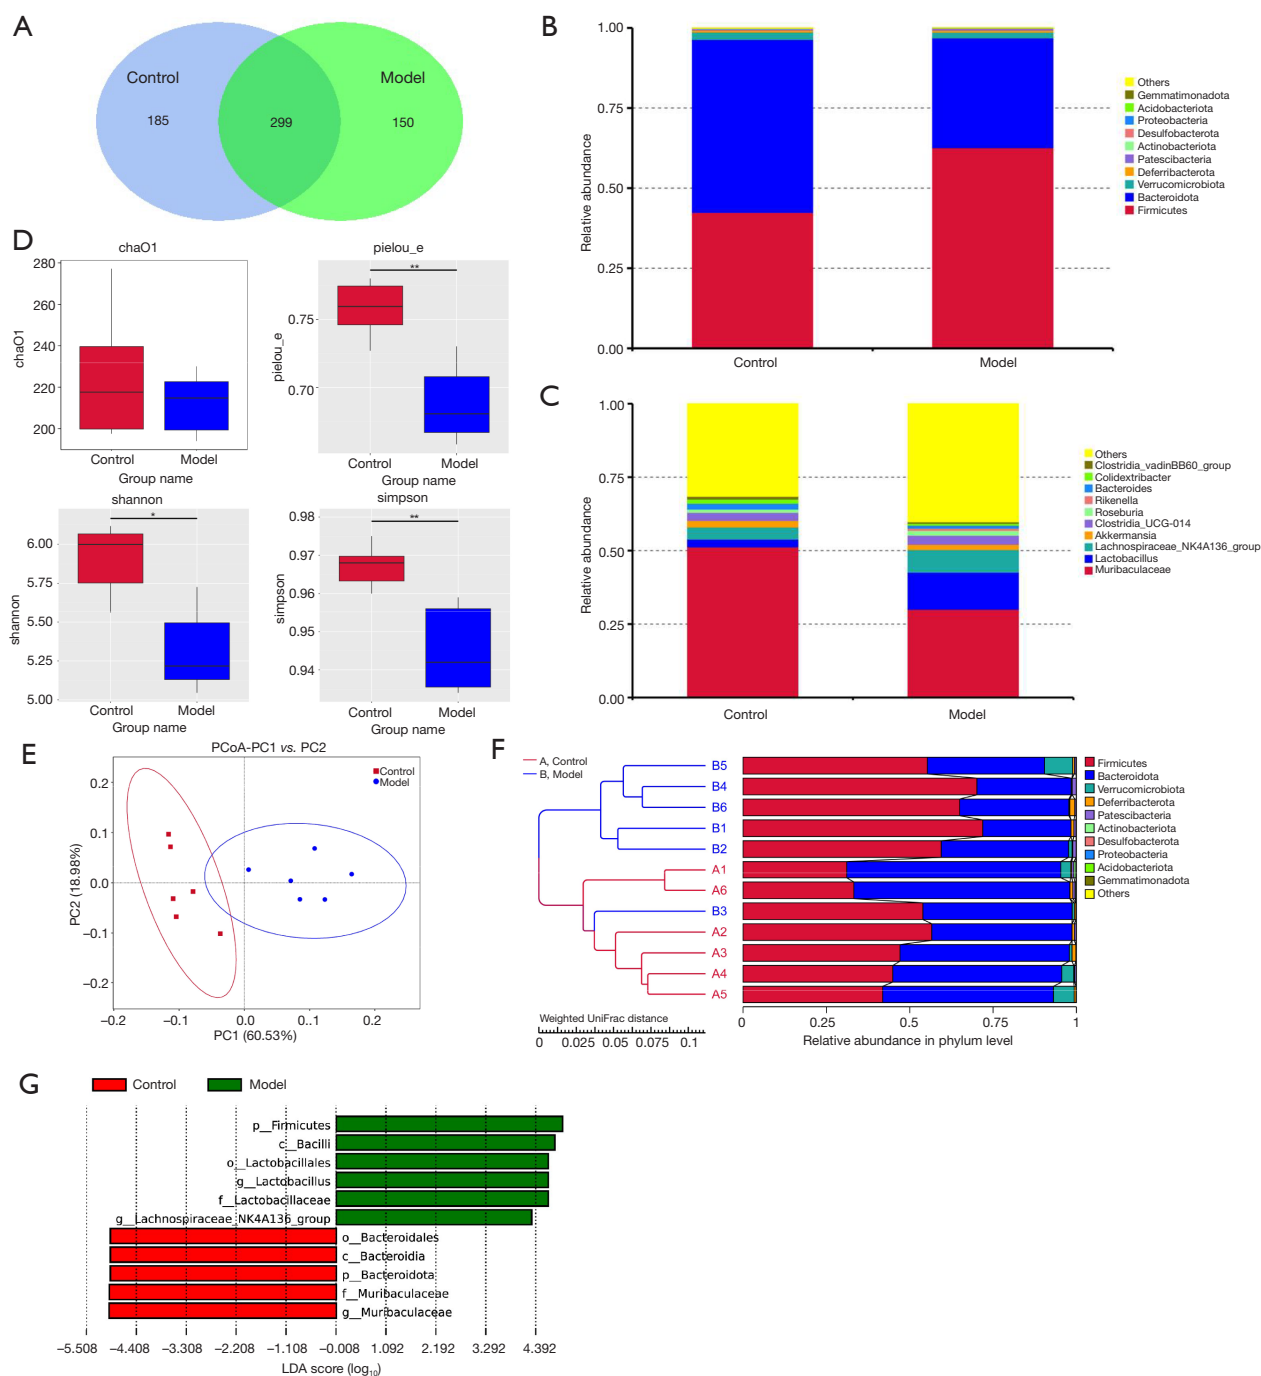 A
Control
Model
185
299
150
B
Relative abundance
1.00
0.75
0.50
0.25
0.00
Control
Model
Others
Gemmatimonadota
Acidobacteriota
Proteobacteria
Desulfobacterota
Actinobacteriota
Patescibacteria
Deferribacterota
Verrucomicrobiota
Bacteroidota
Firmicutes
D
chaO1
chaO1
280
260
240
220
200
Control
Model
Group name
pielou_e
**
pielou_e
0.75
0.70
Control
Model
shannon
*
shannon
6.00
5.75
5.50
5.25
5.00
Control
Model
Group name
simpson
**
simpson
0.98
0.97
0.96
0.95
0.94
Control
Model
Group name
C
Relative abundance
1.00
0.75
0.50
0.25
0.00
Control
Model
Others
Clostridia_vadinBB60_group
Colidextribacter
Bacteroides
Rikenella
Roseburia
Clostridia_UCG-014
Akkermansia
Lachnospiraceae_NK4A136_group
Lactobacillus
Muribaculaceae
E
PCoA-PC1 vs. PC2
Control
Model
PC2 (18.98%)
0.2
0.1
0.0
−0.1
−0.2
−0.2
−0.1
0.0
0.1
0.2
PC1 (60.53%)
F
A, Control
B, Model
B5
B4
B6
B1
B2
A1
A6
B3
A2
A3
A4
A5
Weighted UniFrac distance
0 0.025 0.05 0.075 0.1
0 0.25 0.5 0.75 1
Relative abundance in phylum level
Firmicutes
Bacteroidota
Verrucomicrobiota
Deferribacterota
Patescibacteria
Actinobacteriota
Desulfobacterota
Proteobacteria
Acidobacteriota
Gemmatimonadota
Others
G
Control
Model
p__Firmicutes
c__Bacilli
o__Lactobacillales
g__Lactobacillus
f__Lactobacillaceae
g__Lachnospiraceae_NK4A136_group
o__Bacteroidales
c__Bacteroidia
p__Bacteroidota
f__Muribaculaceae
g__Muribaculaceae
−5.508 −4.408 −3.308 −2.208 −1.108 −0.008 1.092 2.192 3.292 4.392
LDA score (log10)